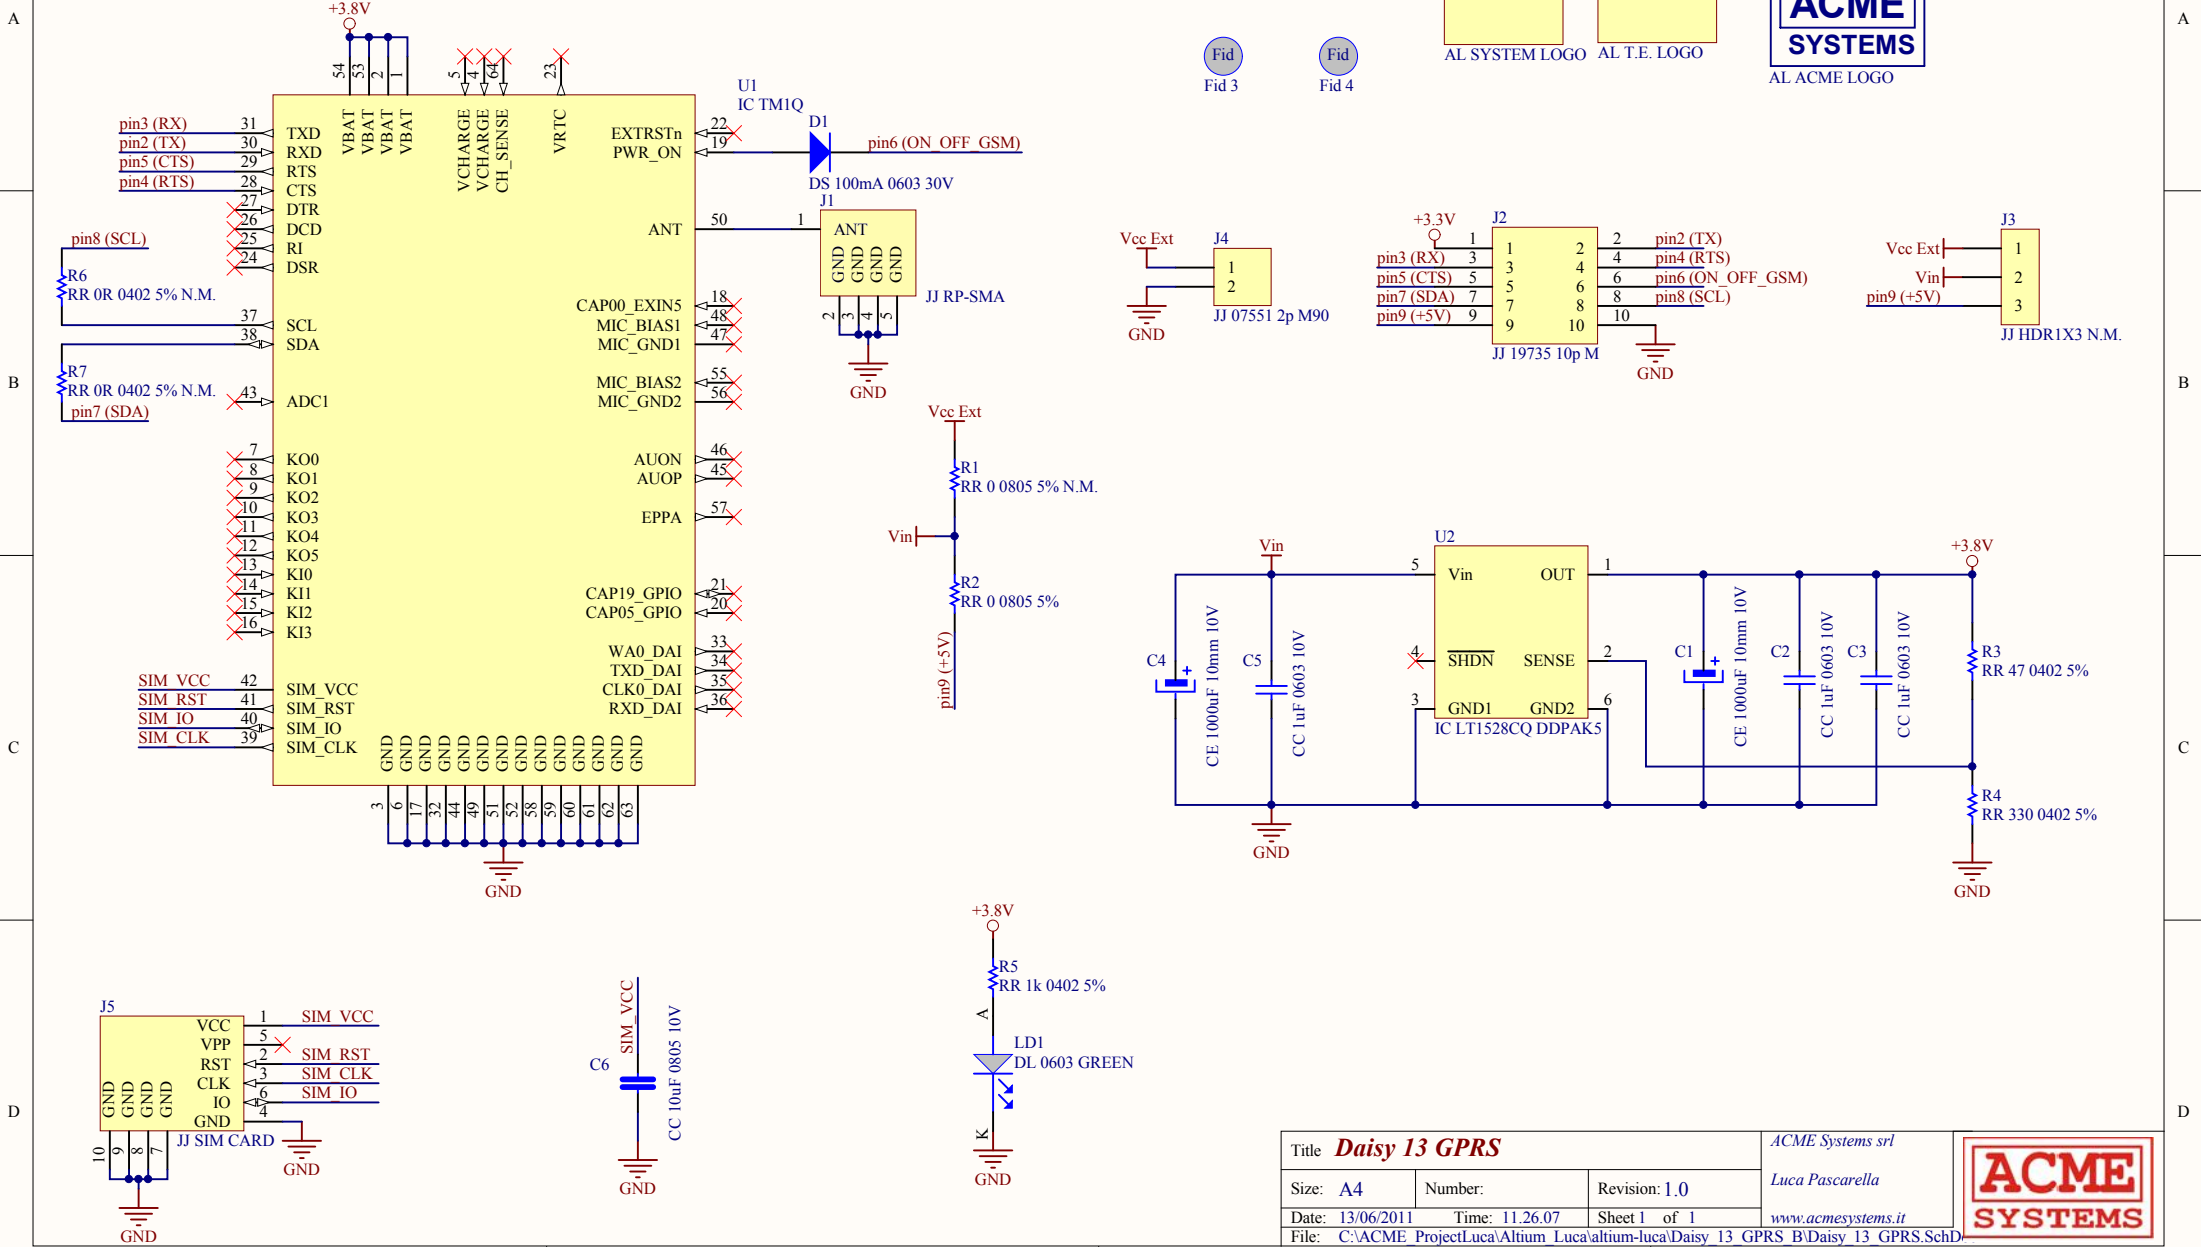 A
A
+3.8V
ACME
SYSTEMS
AL SYSTEM LOGO
AL T.E. LOGO
AL ACME LOGO
Fid
Fid 3
Fid
Fid 4
54
53
2
1
5
4
64
23
VBAT
VBAT
VBAT
VBAT
VCHARGE
VCHARGE
CH_SENSE
VRTC
U1
IC TM1Q
pin3 (RX)
31
TXD
pin2 (TX)
30
RXD
pin5 (CTS)
29
RTS
pin4 (RTS)
28
CTS
27
DTR
26
DCD
25
RI
24
DSR
pin8 (SCL)
R6
RR 0R 0402 5% N.M.
37
SCL
38
SDA
R7
RR 0R 0402 5% N.M.
pin7 (SDA)
43
ADC1
7
KO0
8
KO1
9
KO2
10
KO3
11
KO4
12
KO5
13
KI0
14
KI1
15
KI2
16
KI3
SIM_VCC
42
SIM_VCC
SIM_RST
41
SIM_RST
SIM_IO
40
SIM_IO
SIM_CLK
39
SIM_CLK
EXTRSTn
22
PWR_ON
19
D1
pin6 (ON_OFF_GSM)
DS 100mA 0603 30V
ANT
50
1
J1
ANT
GND
GND
GND
GND
JJ RP-SMA
2
3
4
5
GND
CAP00_EXIN5
18
MIC_BIAS1
48
MIC_GND1
47
MIC_BIAS2
55
MIC_GND2
56
AUON
46
AUOP
45
EPPA
57
CAP19_GPIO
21
CAP05_GPIO
20
WA0_DAI
33
TXD_DAI
34
CLK0_DAI
35
RXD_DAI
36
GND
GND
GND
GND
GND
GND
GND
GND
GND
GND
GND
GND
GND
GND
3
6
17
32
44
49
51
52
58
59
60
61
62
63
GND
B
B
Vcc Ext
J4
1
2
JJ 07551 2p M90
GND
+3.3V
J2
1
1
2
2
pin2 (TX)
pin3 (RX)
3
3
4
4
pin4 (RTS)
pin5 (CTS)
5
5
6
6
pin6 (ON_OFF_GSM)
pin7 (SDA)
7
7
8
8
pin8 (SCL)
pin9 (+5V)
9
9
10
10
JJ 19735 10p M
GND
J3
Vcc Ext
1
Vin
2
pin9 (+5V)
3
JJ HDR1X3 N.M.
Vcc Ext
R1
RR 0 0805 5% N.M.
Vin
R2
RR 0 0805 5%
pin9 (+5V)
C
C
Vin
C4
CE 1000uF 10mm 10V
C5
CC 1uF 0603 10V
GND
U2
5
Vin
OUT
1
4
SHDN
SENSE
2
3
GND1
GND2
6
IC LT1528CQ DDPAK5
C1
CE 1000uF 10mm 10V
C2
CC 1uF 0603 10V
C3
CC 1uF 0603 10V
+3.8V
R3
RR 47 0402 5%
R4
RR 330 0402 5%
GND
D
D
J5
VCC
1
SIM_VCC
VPP
5
RST
2
SIM_RST
CLK
3
SIM_CLK
IO
6
SIM_IO
GND
4
GND
GND
GND
GND
GND
JJ SIM CARD
10
9
8
7
GND
SIM_VCC
C6
CC 10uF 0805 10V
GND
+3.8V
R5
RR 1k 0402 5%
A
LD1
DL 0603 GREEN
K
GND
Title Daisy 13 GPRS
Size: A4
Number:
Revision: 1.0
Date: 13/06/2011
Time: 11.26.07
Sheet 1 of 1
File: C:\ACME_ProjectLuca\Altium_Luca\altium-luca\Daisy_13_GPRS_B\Daisy_13_GPRS.SchD
ACME Systems srl
Luca Pascarella
www.acmesystems.it
ACME
SYSTEMS